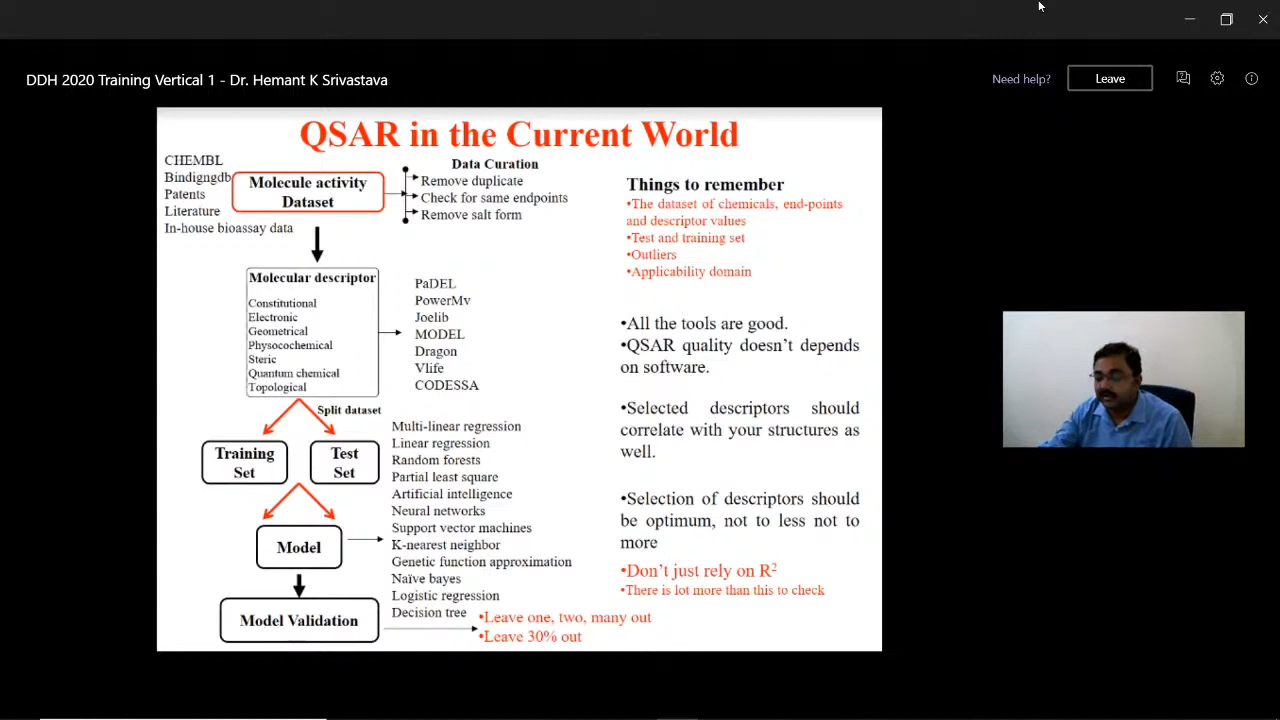 DDH 2020 Training Vertical 1 - Dr. Hemant K Srivastava
Need help?
Leave
QSAR in the Current World
CHEMBL
Bindigngdb
Patents
Literature
In-house bioassay data
Molecule activity
Dataset
Data Curation
Remove duplicate
Check for same endpoints
Remove salt form
Molecular descriptor
Constitutional
Electronic
Geometrical
Physocochemical
Steric
Quantum chemical
Topological
PaDEL
PowerMv
Joelib
MODEL
Dragon
Vlife
CODESSA
Split dataset
Training
Set
Test
Set
Model
Multi-linear regression
Linear regression
Random forests
Partial least square
Artificial intelligence
Neural networks
Support vector machines
K-nearest neighbor
Genetic function approximation
Naïve bayes
Logistic regression
Decision tree
Model Validation
•Leave one, two, many out
•Leave 30% out
Things to remember
•The dataset of chemicals, end-points
and descriptor values
•Test and training set
•Outliers
•Applicability domain
•All the tools are good.
•QSAR quality doesn't depends
on software.
•Selected descriptors should
correlate with your structures as
well.
•Selection of descriptors should
be optimum, not to less not to
more
•Don't just rely on R²
•There is lot more than this to check